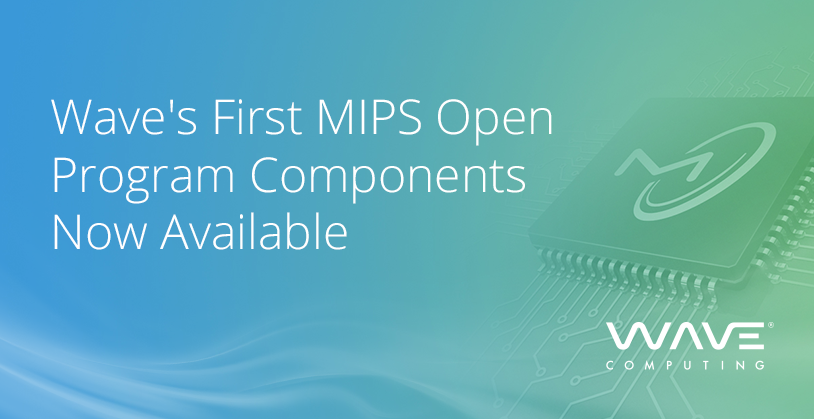 Wave's First MIPS Open
Program Components
Now Available
WAVE®
COMPUTING